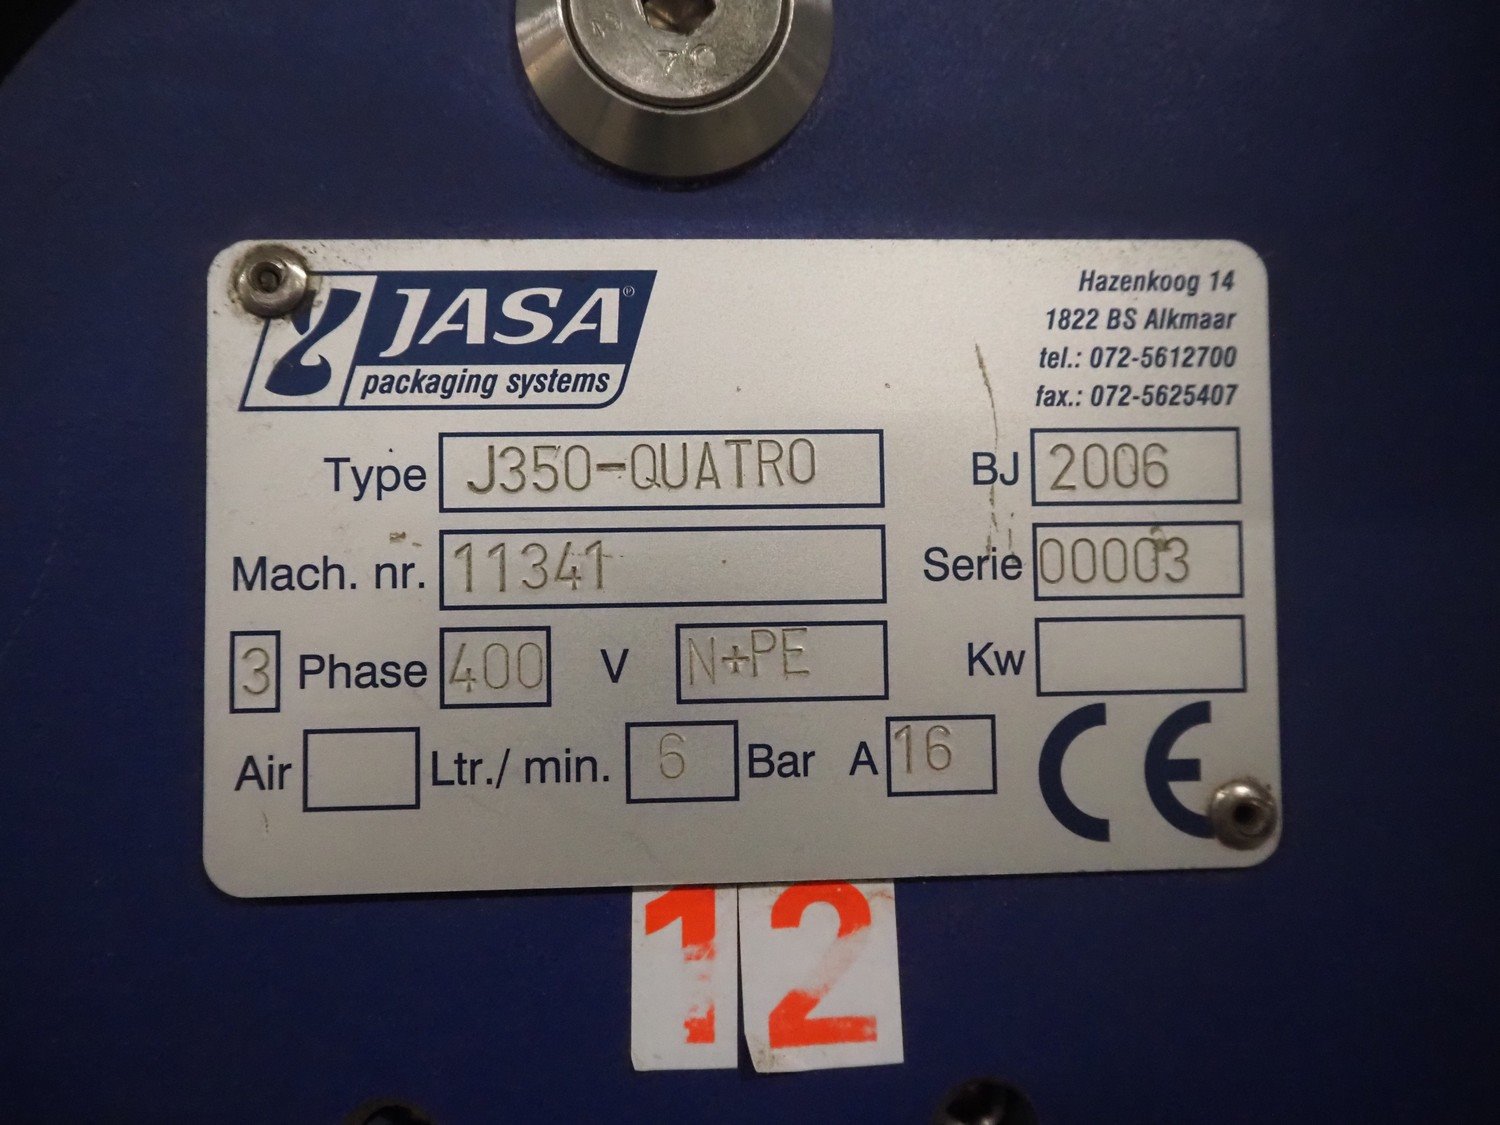 JASA
packaging systems
Hazenkoog 14
1822 BS Alkmaar
tel.: 072-5612700
fax.: 072-5625407
Type J350-QUATRO BJ 2006
Mach. nr. 11341 Serie 00003
3 Phase 400 V N+PE Kw
Air Ltr./ min. 6 Bar A 16 CE
12